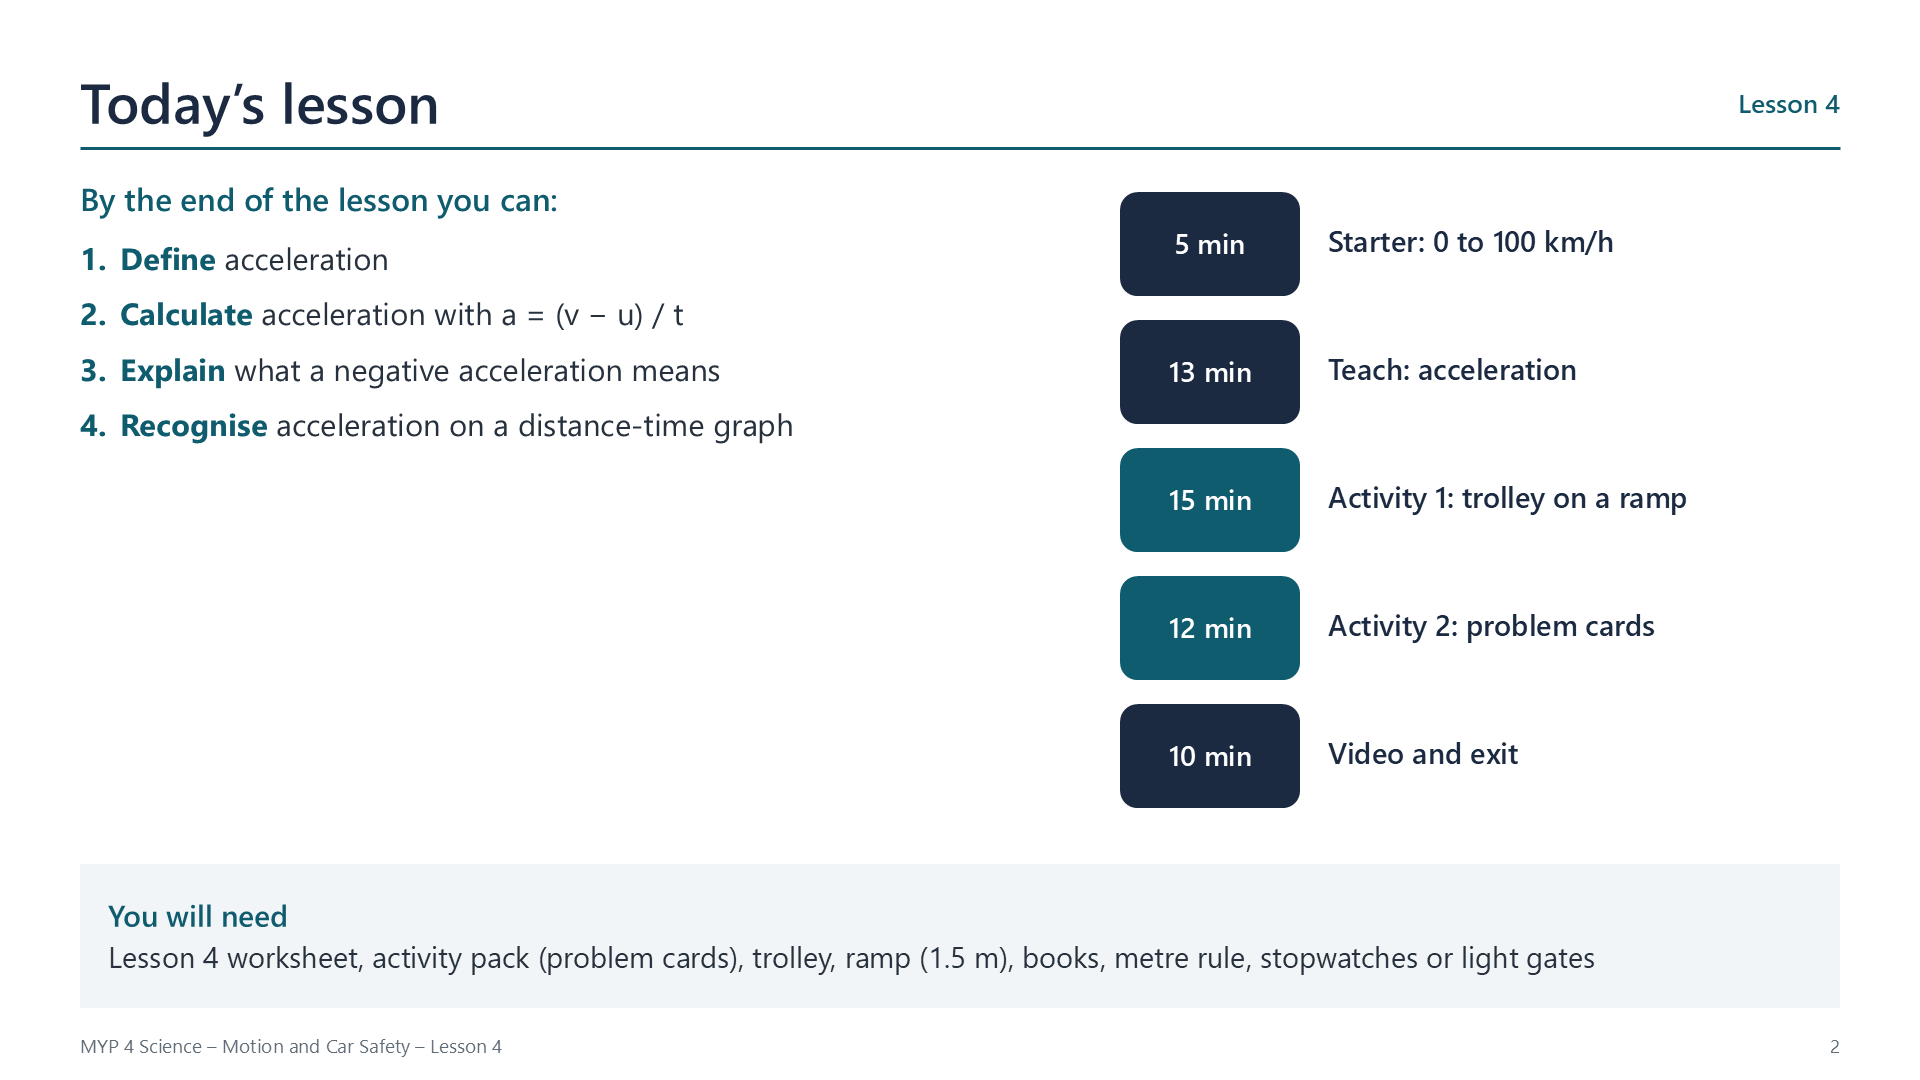 Today’s lesson
Lesson 4
By the end of the lesson you can:
1. Define acceleration
2. Calculate acceleration with a = (v − u) / t
3. Explain what a negative acceleration means
4. Recognise acceleration on a distance-time graph
5 min
Starter: 0 to 100 km/h
13 min
Teach: acceleration
15 min
Activity 1: trolley on a ramp
12 min
Activity 2: problem cards
10 min
Video and exit
You will need
Lesson 4 worksheet, activity pack (problem cards), trolley, ramp (1.5 m), books, metre rule, stopwatches or light gates
MYP 4 Science – Motion and Car Safety – Lesson 4
2